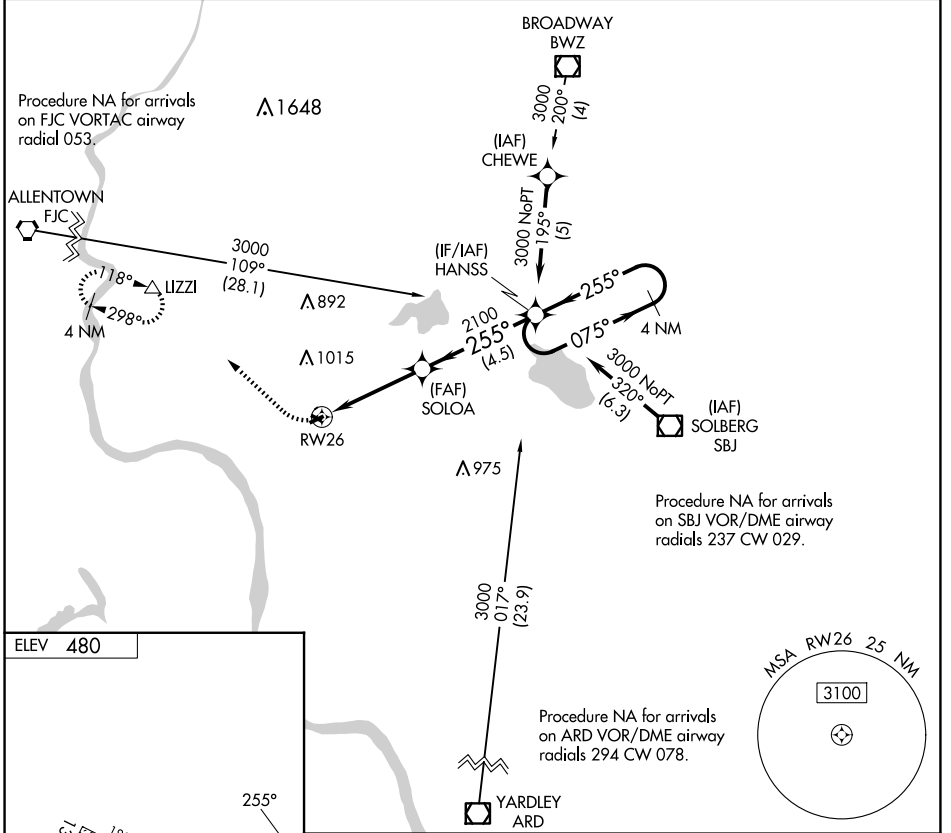 BROADWAY
BWZ
Procedure NA for arrivals
on FJC VORTAC airway
radial 053.
1648
3000
200°
(4)
(IAF)
CHEWE
ALLENTOWN
FJC
3000 NoPT
195°
(5)
3000
109°
(28.1)
(IF/IAF)
HANSS
118°
LIZZI
298°
4 NM
892
255°
075°
4 NM
2100
255°
(4.5)
1015
(FAF)
SOLOA
RW26
3000 NoPT
320°
(6.3)
(IAF)
SOLBERG
SBJ
975
Procedure NA for arrivals
on SBJ VOR/DME airway
radials 237 CW 029.
3000
017°
(23.9)
ELEV 480
MSA RW26 25 NM
3100
Procedure NA for arrivals
on ARD VOR/DME airway
radials 294 CW 078.
YARDLEY
ARD
255°